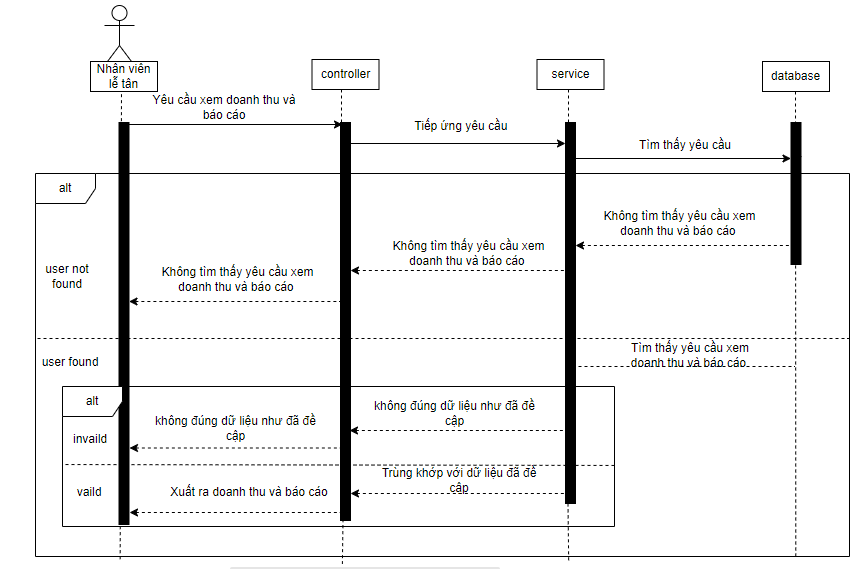 Nhân viên
lễ tân
controller
service
database
Yêu cầu xem doanh thu và
báo cáo
Tiếp ứng yêu cầu
Tìm thấy yêu cầu
alt
Không tìm thấy yêu cầu xem
doanh thu và báo cáo
Không tìm thấy yêu cầu xem
doanh thu và báo cáo
user not
found
Không tìm thấy yêu cầu xem
doanh thu và báo cáo
user found
Tìm thấy yêu cầu xem
doanh thu và báo cáo
alt
không đúng dữ liệu như đã đề
cập
không đúng dữ liệu như đã đề
cập
invaild
Trùng khớp với dữ liệu đã đề
cập
vaild
Xuất ra doanh thu và báo cáo